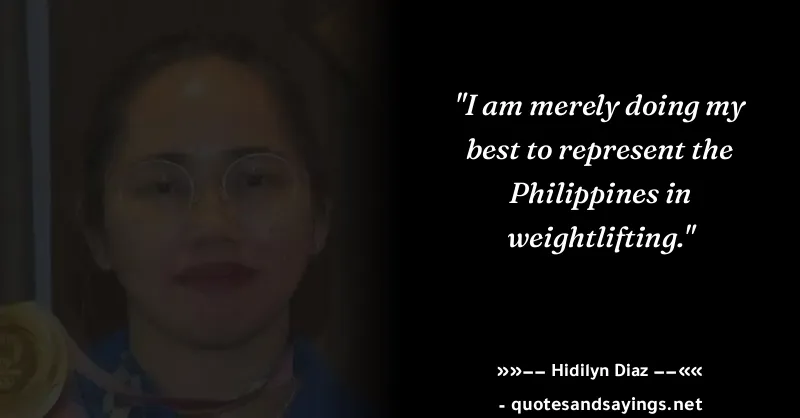 "I am merely doing my
best to represent the
Philippines in
weightlifting."
»»−− Hidilyn Diaz −−««
- quotesandsayings.net